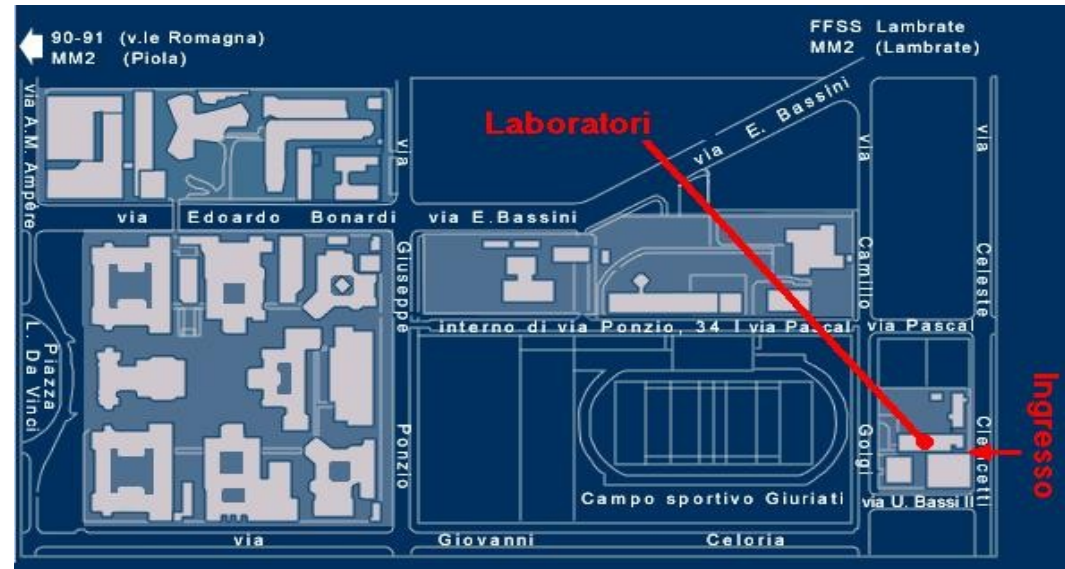 90-91 (v.le Romagna)
MM2 (Piola)
FFSS Lambrate
MM2 (Lambrate)
Laboratori
via E. Bassini
via A.M. Ampère
via Edoardo Bonardi
via E.Bassini
via Giuseppe Ponzio
via Camillo Golgi
via Celeste Clericetti
interno di via Ponzio, 34 I via Pascal
via Pascal
Piazza
L. Da Vinci
Ingresso
Campo sportivo Giuriati
via U. Bassi II
via Giovanni Celoria